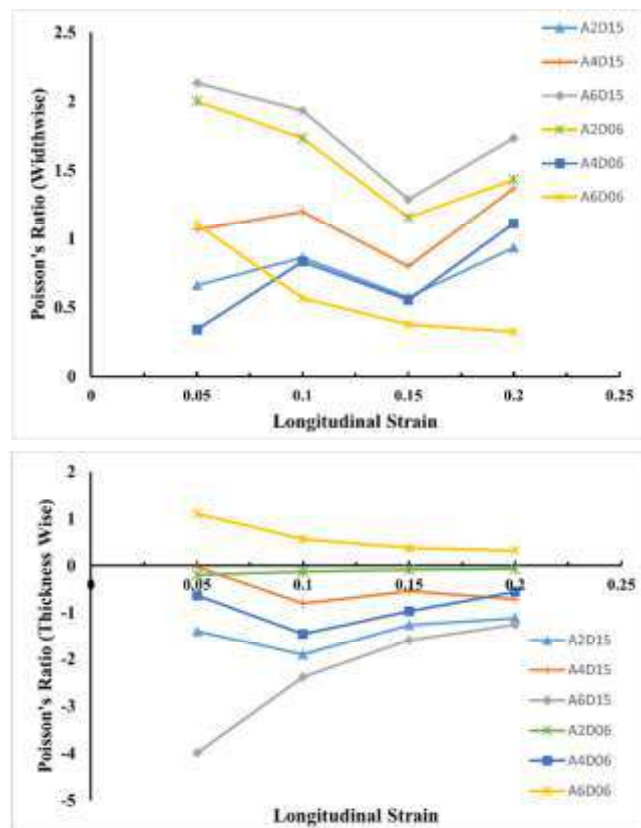 2.5
2
1.5
1
0.5
0
Poisson's Ratio (Widthwise)
0 0.05 0.1 0.15 0.2 0.25
Longitudinal Strain
A2D15
A4D15
A6D15
A2D06
A4D06
A6D06
2
1
0
-1
-2
-3
-4
-5
Poisson's Ratio (Thickness Wise)
0 0.05 0.1 0.15 0.2 0.25
A2D15
A4D15
A6D15
A2D06
A4D06
A6D06
Longitudinal Strain